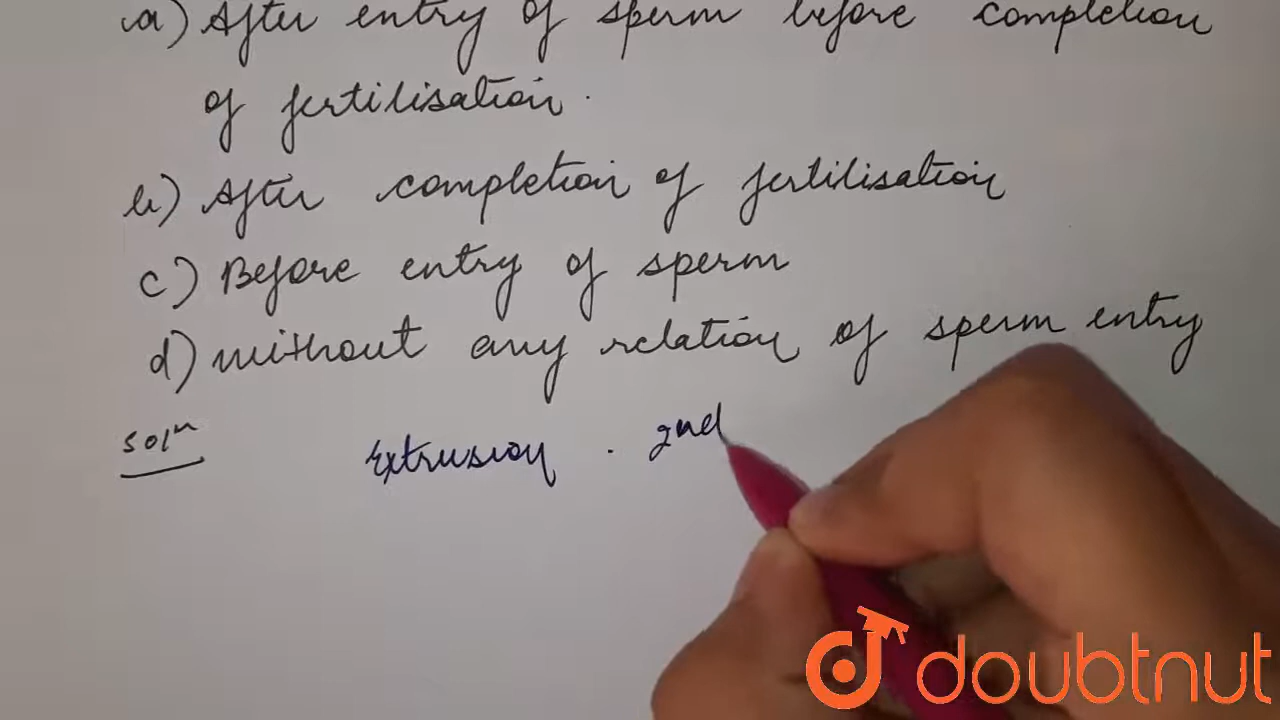 a) After entry of sperm before completion
of fertilisation.
b) After completion of fertilisation
c) Before entry of sperm
d) without any relation of sperm entry
Solⁿ Extrusion . 2nd
doubtnut